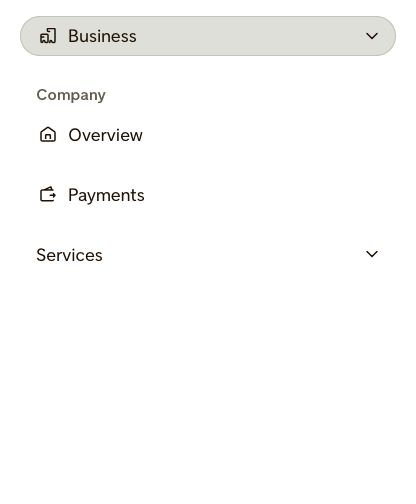 Business
Company
Overview
Payments
Services